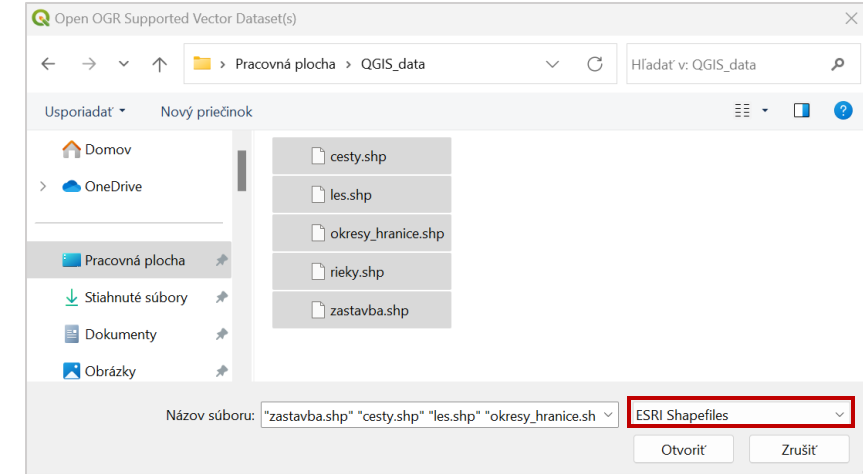 Open OGR Supported Vector Dataset(s)
Pracovná plocha > QGIS_data
Hľadať v: QGIS_data
Usporiadať
Nový priečinok
Domov
OneDrive
Pracovná plocha
Stiahnuté súbory
Dokumenty
Obrázky
cesty.shp
les.shp
okresy_hranice.shp
rieky.shp
zastavba.shp
Názov súboru: "zastavba.shp" "cesty.shp" "les.shp" "okresy_hranice.sh
ESRI Shapefiles
Otvoriť
Zrušiť